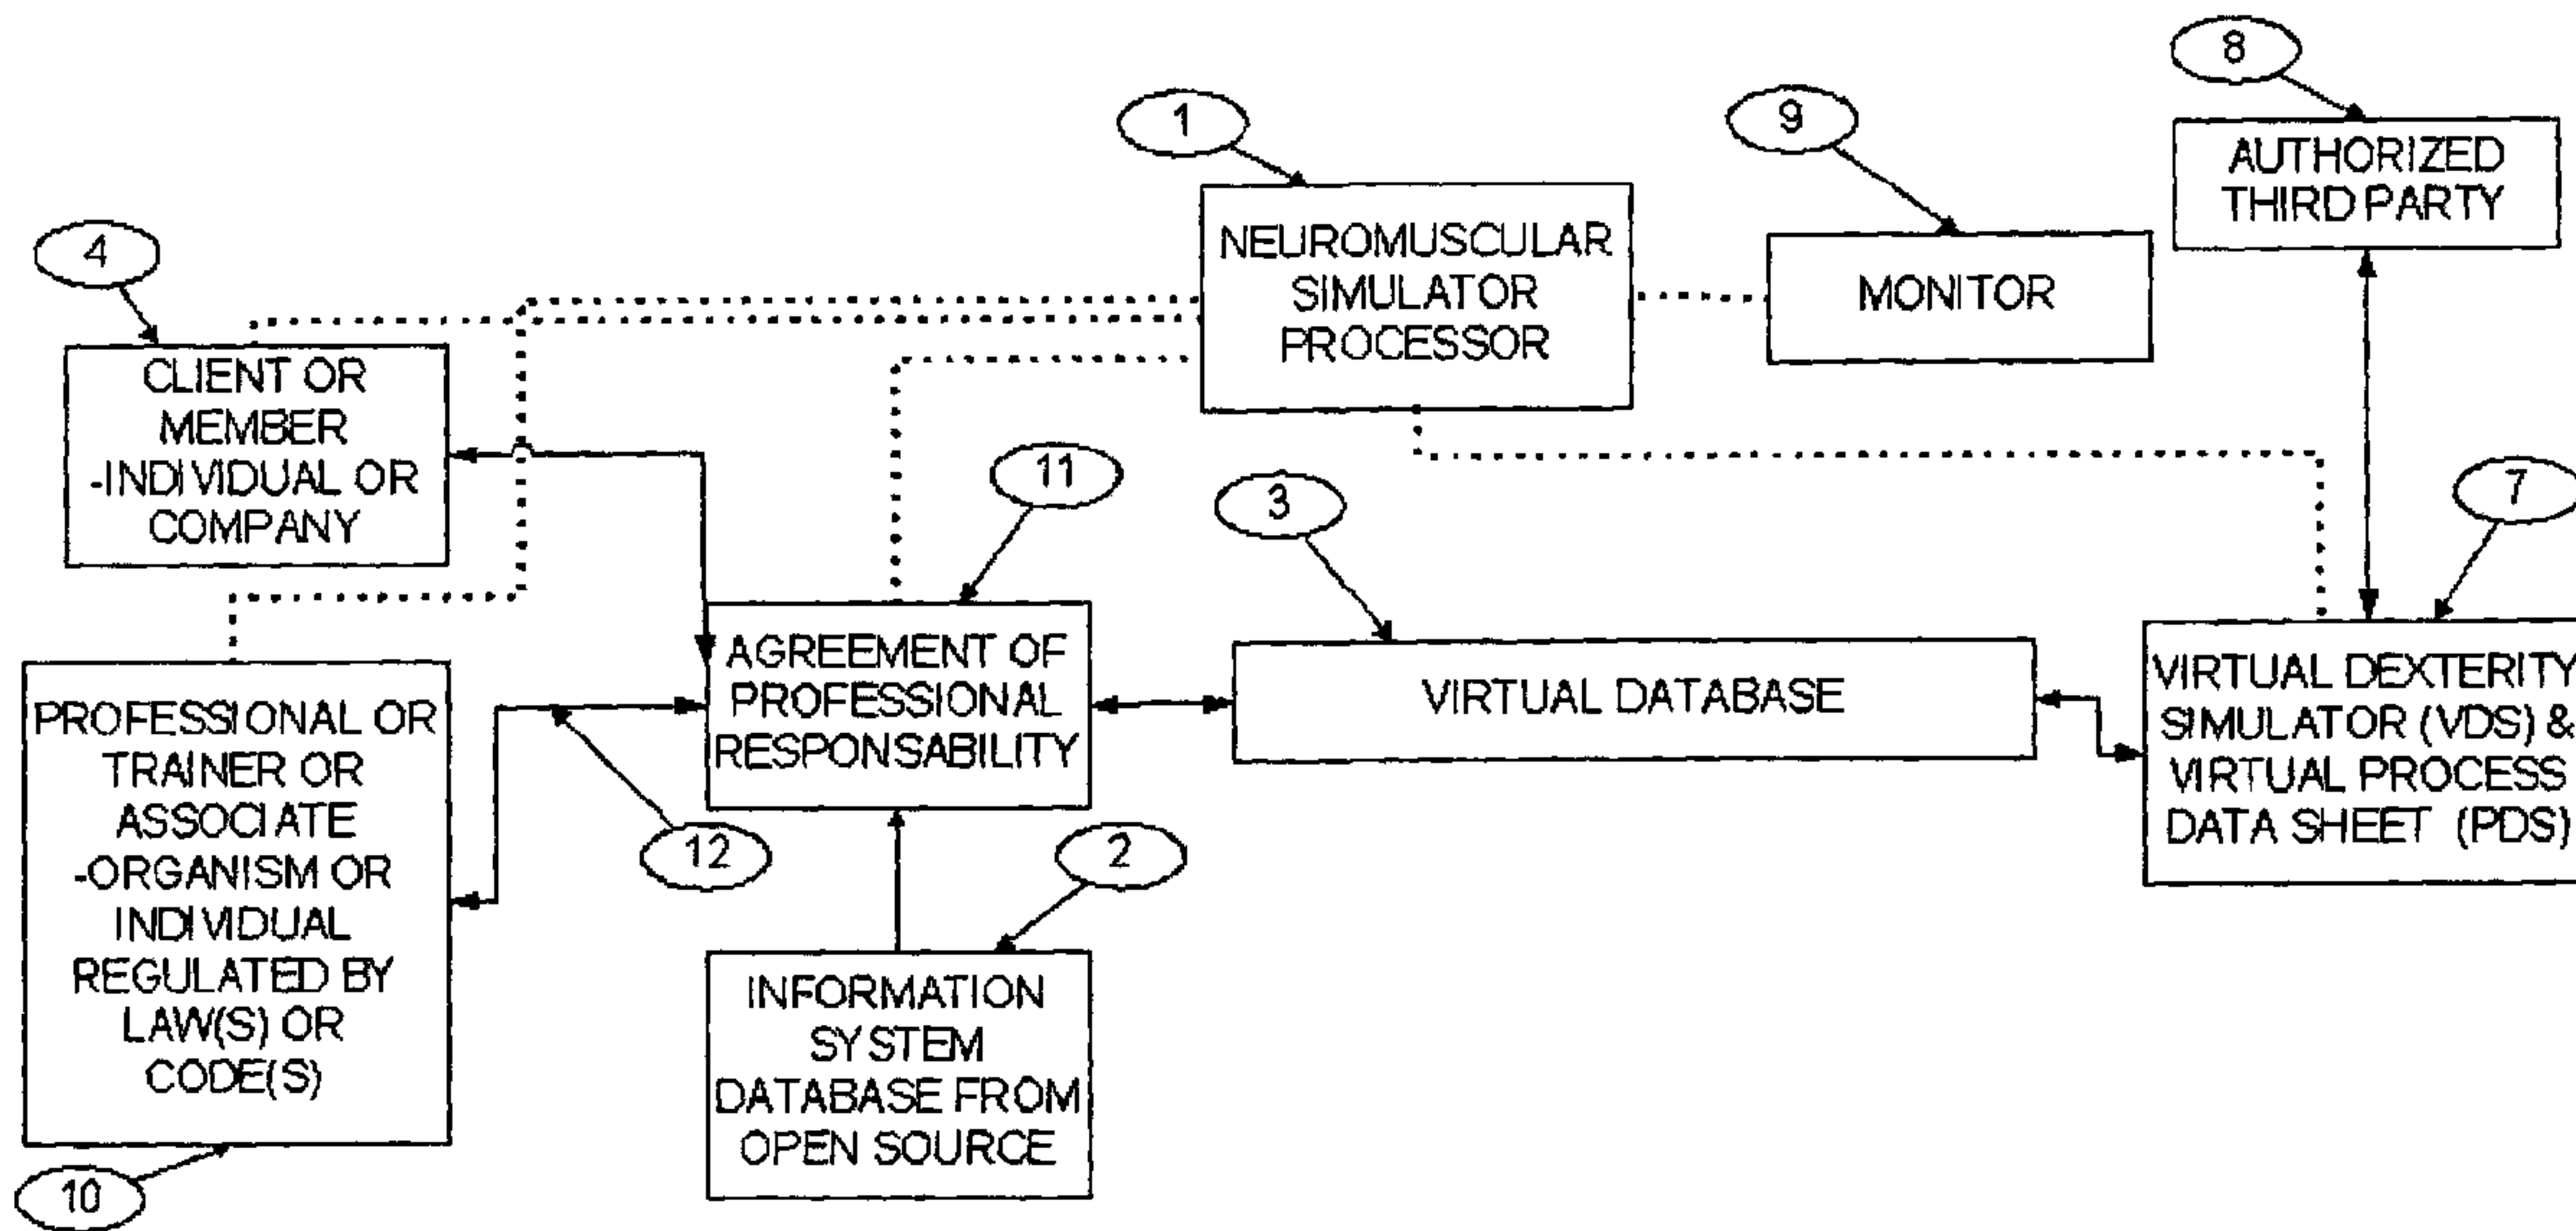 8
1
9
AUTHORIZED
THIRD PARTY
4
NEUROMUSCULAR
SIMULATOR
PROCESSOR
MONITOR
CLIENT OR
MEMBER
-INDIVIDUAL OR
COMPANY
11
3
7
AGREEMENT OF
PROFESSIONAL
RESPONSABILITY
VIRTUAL DATABASE
VIRTUAL DEXTERITY
SIMULATOR (VDS) &
VIRTUAL PROCESS
DATA SHEET (PDS)
PROFESSIONAL OR
TRAINER OR
ASSOCIATE
-ORGANISM OR
INDIVIDUAL
REGULATED BY
LAW(S) OR
CODE(S)
12
2
INFORMATION
SYSTEM
DATABASE FROM
OPEN SOURCE
10